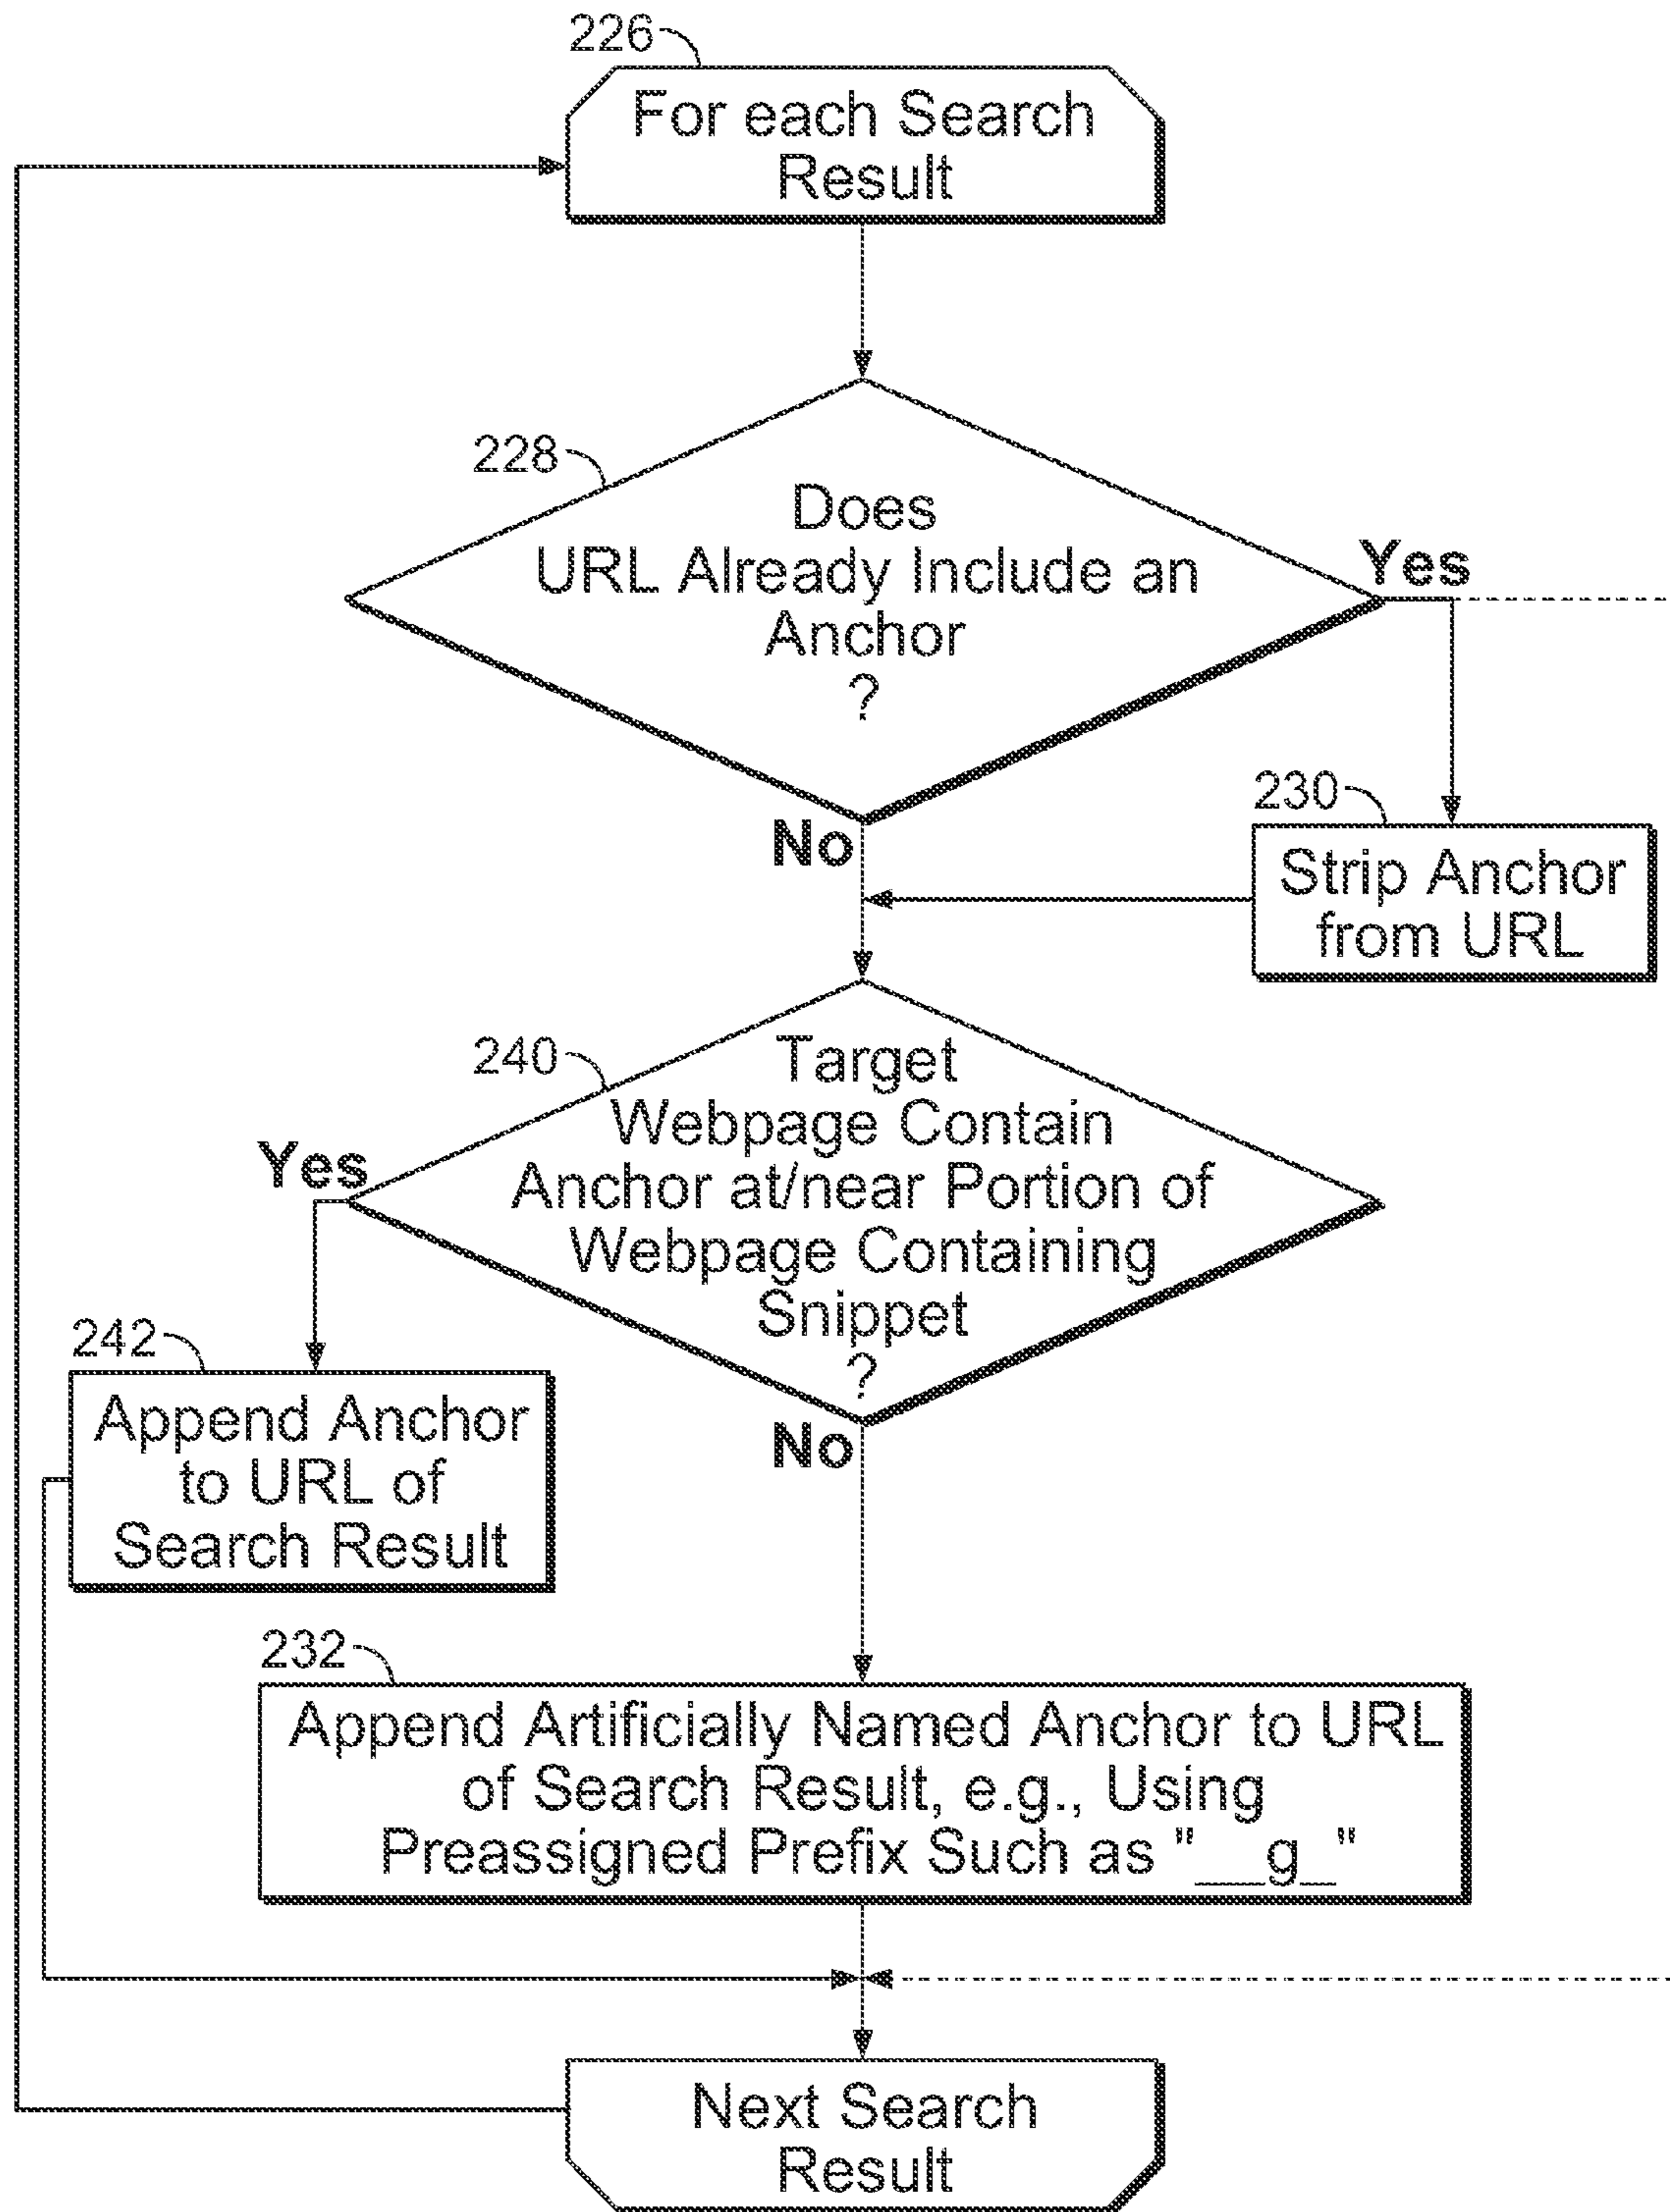 226
For each Search
Result
228
Does
URL Already Include an
Anchor
?
Yes
No
230
Strip Anchor
from URL
240
Target
Webpage Contain
Anchor at/near Portion of
Webpage Containing
Snippet
?
Yes
No
242
Append Anchor
to URL of
Search Result
232
Append Artificially Named Anchor to URL
of Search Result, e.g., Using
Preassigned Prefix Such as "___g_"
Next Search
Result